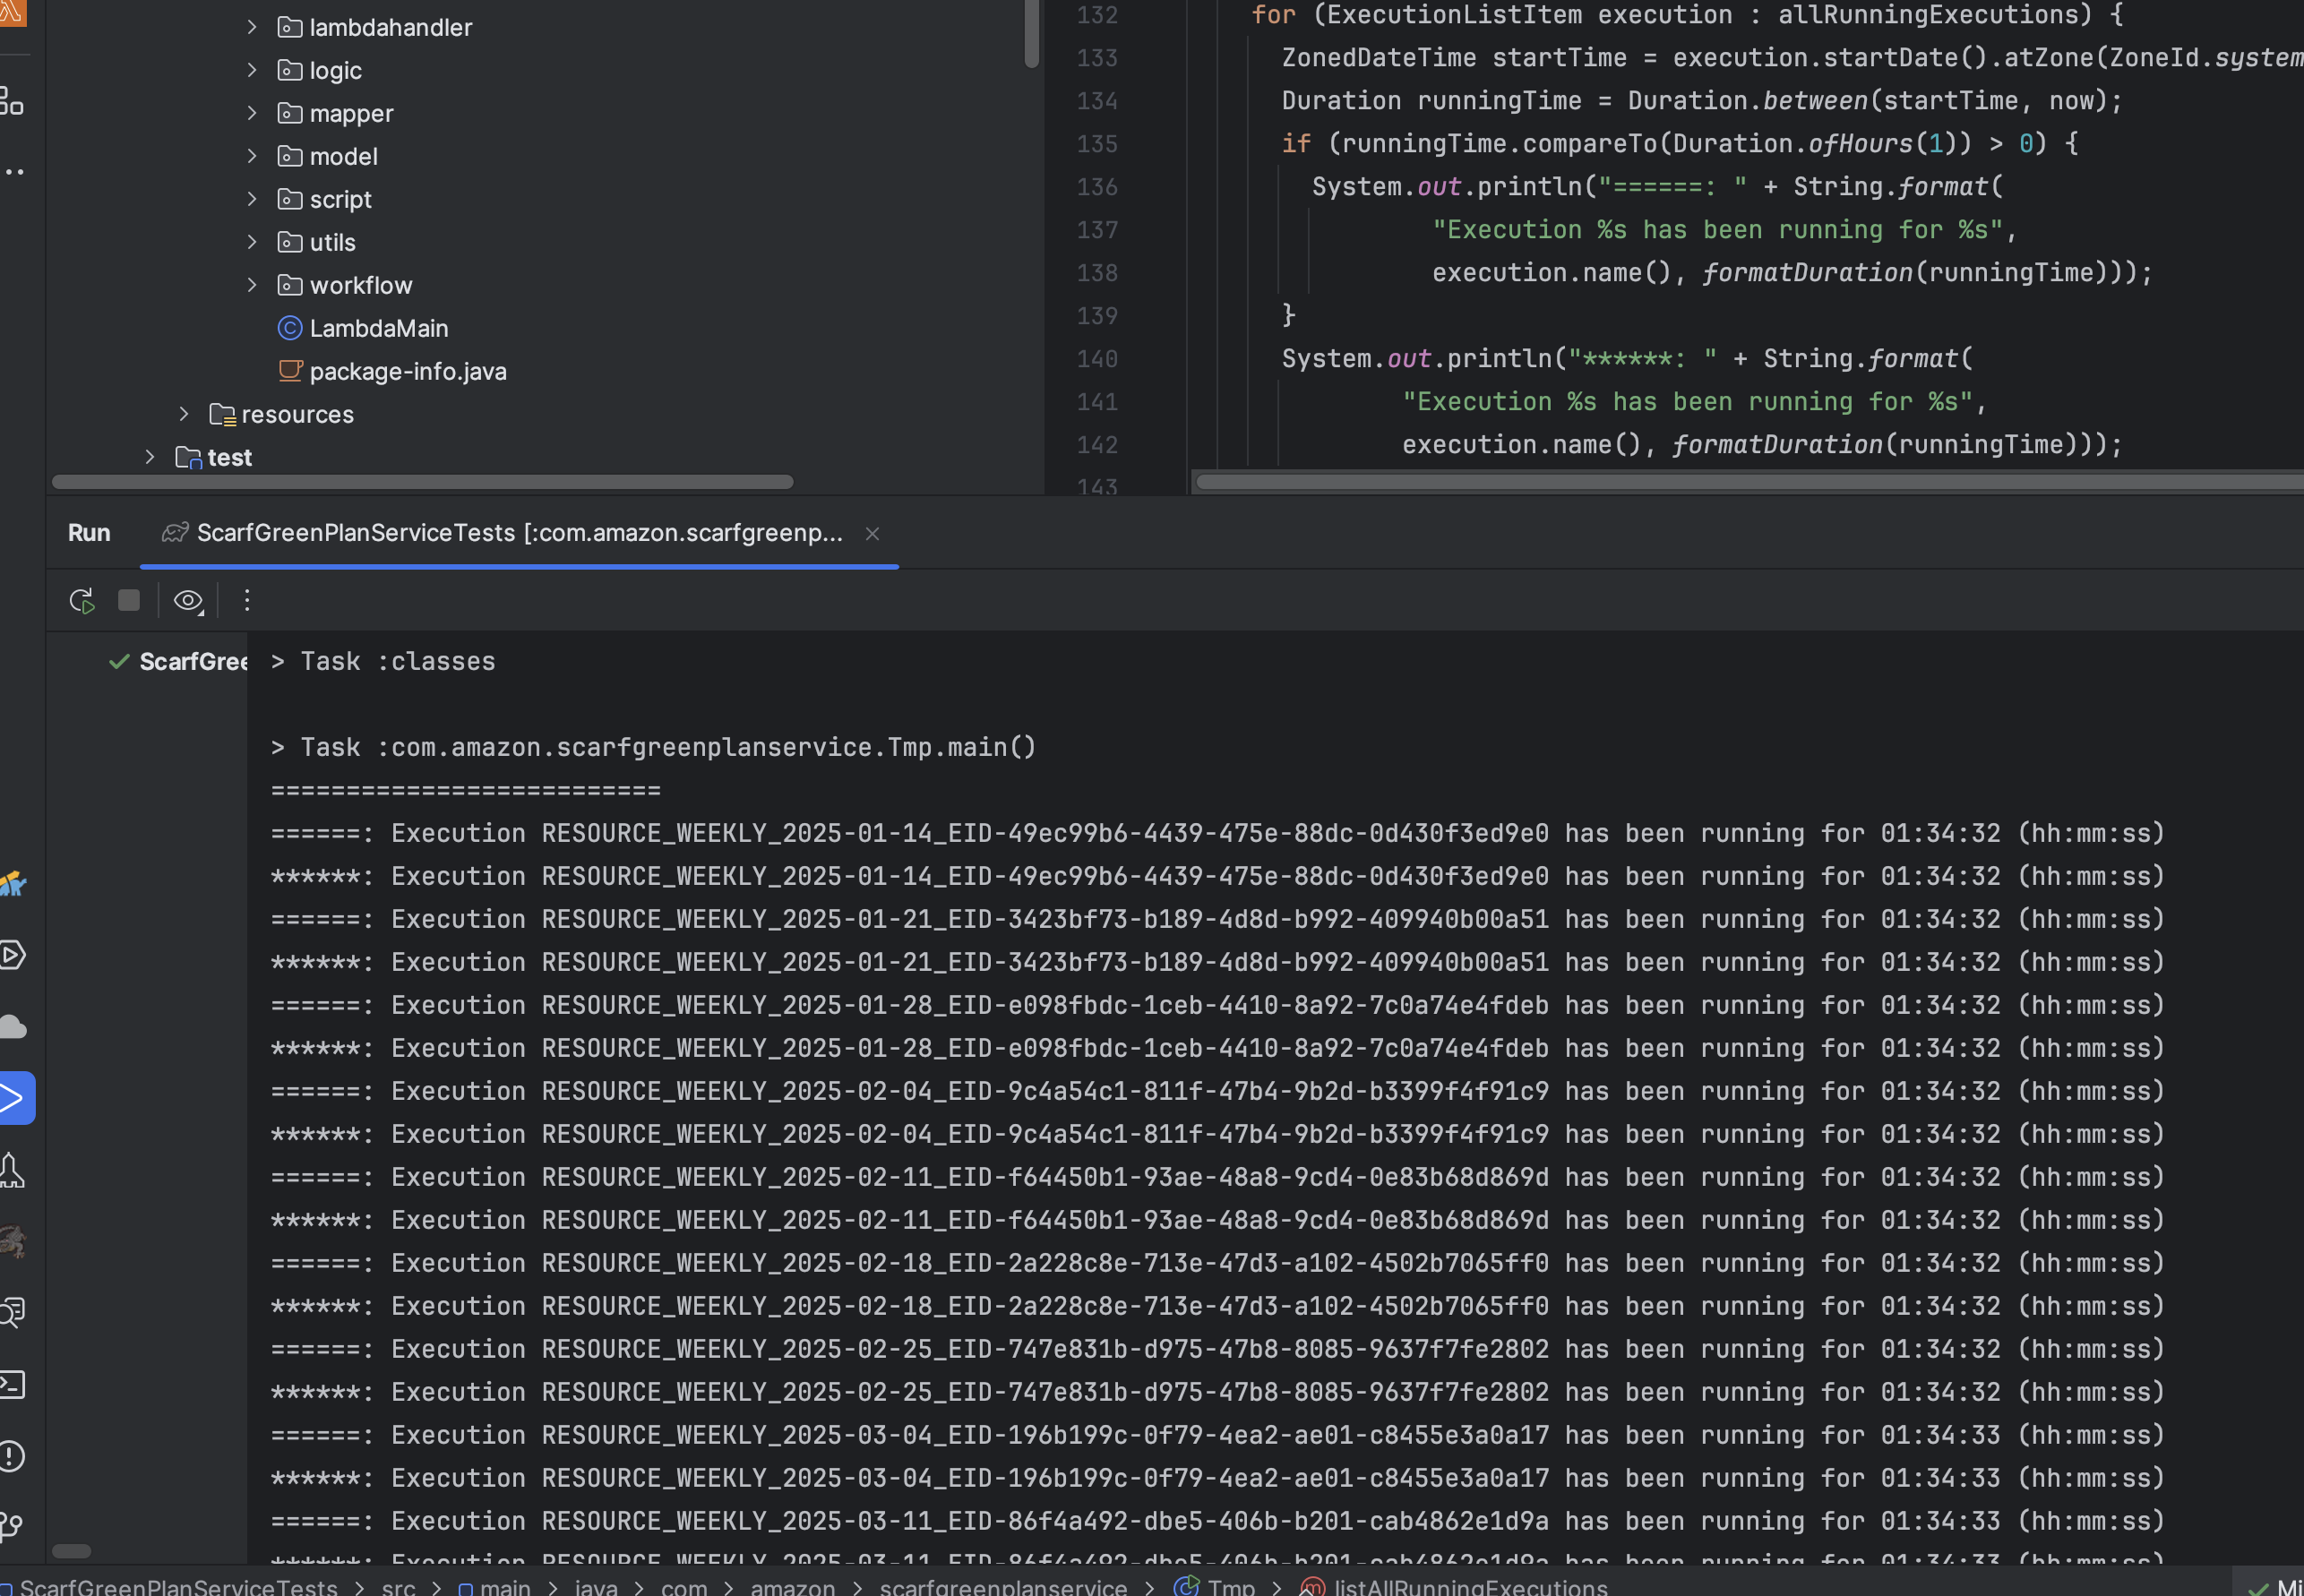 lambdahandler
logic
mapper
model
script
utils
workflow
LambdaMain
package-info.java
resources
test
132 for (ExecutionListItem execution : allRunningExecutions) {
133 ZonedDateTime startTime = execution.startDate().atZone(ZoneId.system
134 Duration runningTime = Duration.between(startTime, now);
135 if (runningTime.compareTo(Duration.ofHours(1)) > 0) {
136 System.out.println("======: " + String.format(
137 "Execution %s has been running for %s",
138 execution.name(), formatDuration(runningTime)));
139 }
140 System.out.println("******: " + String.format(
141 "Execution %s has been running for %s",
142 execution.name(), formatDuration(runningTime)));
143
Run ScarfGreenPlanServiceTests [:com.amazon.scarfgreenp...
ScarfGree
> Task :classes
> Task :com.amazon.scarfgreenplanservice.Tmp.main()
==========================
======: Execution RESOURCE_WEEKLY_2025-01-14_EID-49ec99b6-4439-475e-88dc-0d430f3ed9e0 has been running for 01:34:32 (hh:mm:ss)
******: Execution RESOURCE_WEEKLY_2025-01-14_EID-49ec99b6-4439-475e-88dc-0d430f3ed9e0 has been running for 01:34:32 (hh:mm:ss)
======: Execution RESOURCE_WEEKLY_2025-01-21_EID-3423bf73-b189-4d8d-b992-409940b00a51 has been running for 01:34:32 (hh:mm:ss)
******: Execution RESOURCE_WEEKLY_2025-01-21_EID-3423bf73-b189-4d8d-b992-409940b00a51 has been running for 01:34:32 (hh:mm:ss)
======: Execution RESOURCE_WEEKLY_2025-01-28_EID-e098fbdc-1ceb-4410-8a92-7c0a74e4fdeb has been running for 01:34:32 (hh:mm:ss)
******: Execution RESOURCE_WEEKLY_2025-01-28_EID-e098fbdc-1ceb-4410-8a92-7c0a74e4fdeb has been running for 01:34:32 (hh:mm:ss)
======: Execution RESOURCE_WEEKLY_2025-02-04_EID-9c4a54c1-811f-47b4-9b2d-b3399f4f91c9 has been running for 01:34:32 (hh:mm:ss)
******: Execution RESOURCE_WEEKLY_2025-02-04_EID-9c4a54c1-811f-47b4-9b2d-b3399f4f91c9 has been running for 01:34:32 (hh:mm:ss)
======: Execution RESOURCE_WEEKLY_2025-02-11_EID-f64450b1-93ae-48a8-9cd4-0e83b68d869d has been running for 01:34:32 (hh:mm:ss)
******: Execution RESOURCE_WEEKLY_2025-02-11_EID-f64450b1-93ae-48a8-9cd4-0e83b68d869d has been running for 01:34:32 (hh:mm:ss)
======: Execution RESOURCE_WEEKLY_2025-02-18_EID-2a228c8e-713e-47d3-a102-4502b7065ff0 has been running for 01:34:32 (hh:mm:ss)
******: Execution RESOURCE_WEEKLY_2025-02-18_EID-2a228c8e-713e-47d3-a102-4502b7065ff0 has been running for 01:34:32 (hh:mm:ss)
======: Execution RESOURCE_WEEKLY_2025-02-25_EID-747e831b-d975-47b8-8085-9637f7fe2802 has been running for 01:34:32 (hh:mm:ss)
******: Execution RESOURCE_WEEKLY_2025-02-25_EID-747e831b-d975-47b8-8085-9637f7fe2802 has been running for 01:34:32 (hh:mm:ss)
======: Execution RESOURCE_WEEKLY_2025-03-04_EID-196b199c-0f79-4ea2-ae01-c8455e3a0a17 has been running for 01:34:33 (hh:mm:ss)
******: Execution RESOURCE_WEEKLY_2025-03-04_EID-196b199c-0f79-4ea2-ae01-c8455e3a0a17 has been running for 01:34:33 (hh:mm:ss)
======: Execution RESOURCE_WEEKLY_2025-03-11_EID-86f4a492-dbe5-406b-b201-cab4862e1d9a has been running for 01:34:33 (hh:mm:ss)
******: Execution RESOURCE_WEEKLY_2025-03-11_EID-86f4a492-dbe5-406b-b201-cab4862e1d9a has been running for 01:34:33 (hh:mm:ss)
ScarfGreenPlanServiceTests > src > main > java > com > amazon > scarfgreenplanservice > Tmp > listAllRunningExecutions